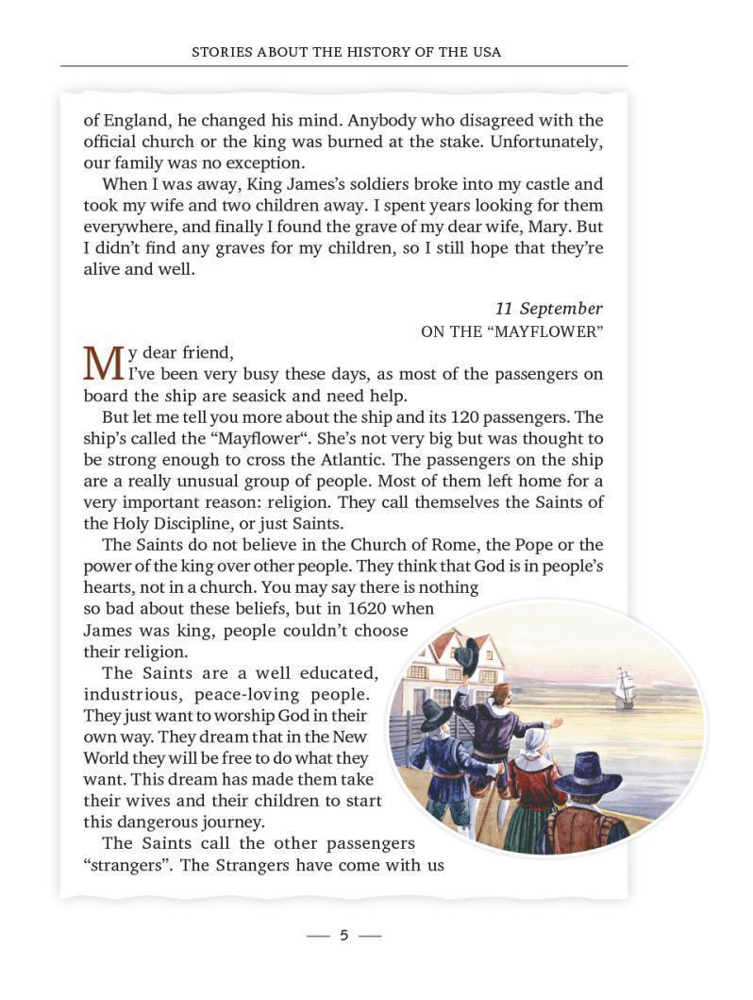 STORIES ABOUT THE HISTORY OF THE USA
of England, he changed his mind. Anybody who disagreed with the
official church or the king was burned at the stake. Unfortunately,
our family was no exception.
When I was away, King James’s soldiers broke into my castle and
took my wife and two children away. I spent years looking for them
everywhere, and finally I found the grave of my dear wife, Mary. But
I didn’t find any graves for my children, so I still hope that they’re
alive and well.
11 September
ON THE “MAYFLOWER”
My dear friend,
I’ve been very busy these days, as most of the passengers on
board the ship are seasick and need help.
But let me tell you more about the ship and its 120 passengers. The
ship’s called the “Mayflower“. She’s not very big but was thought to
be strong enough to cross the Atlantic. The passengers on the ship
are a really unusual group of people. Most of them left home for a
very important reason: religion. They call themselves the Saints of
the Holy Discipline, or just Saints.
The Saints do not believe in the Church of Rome, the Pope or the
power of the king over other people. They think that God is in people’s
hearts, not in a church. You may say there is nothing
so bad about these beliefs, but in 1620 when
James was king, people couldn’t choose
their religion.
The Saints are a well educated,
industrious, peace-loving people.
They just want to worship God in their
own way. They dream that in the New
World they will be free to do what they
want. This dream has made them take
their wives and their children to start
this dangerous journey.
The Saints call the other passengers
“strangers”. The Strangers have come with us
5